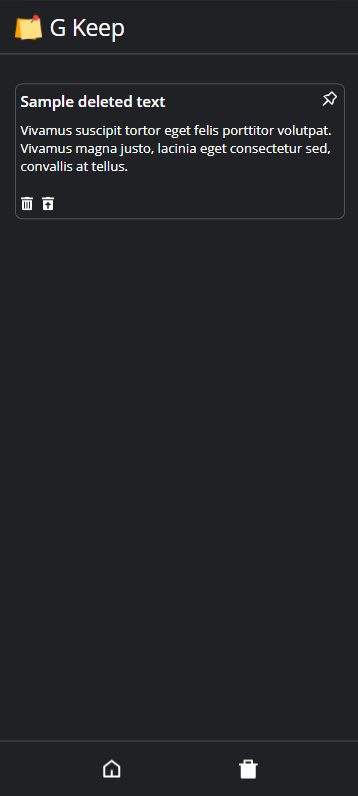 G Keep
Sample deleted text
Vivamus suscipit tortor eget felis porttitor volutpat.
Vivamus magna justo, lacinia eget consectetur sed,
convallis at tellus.